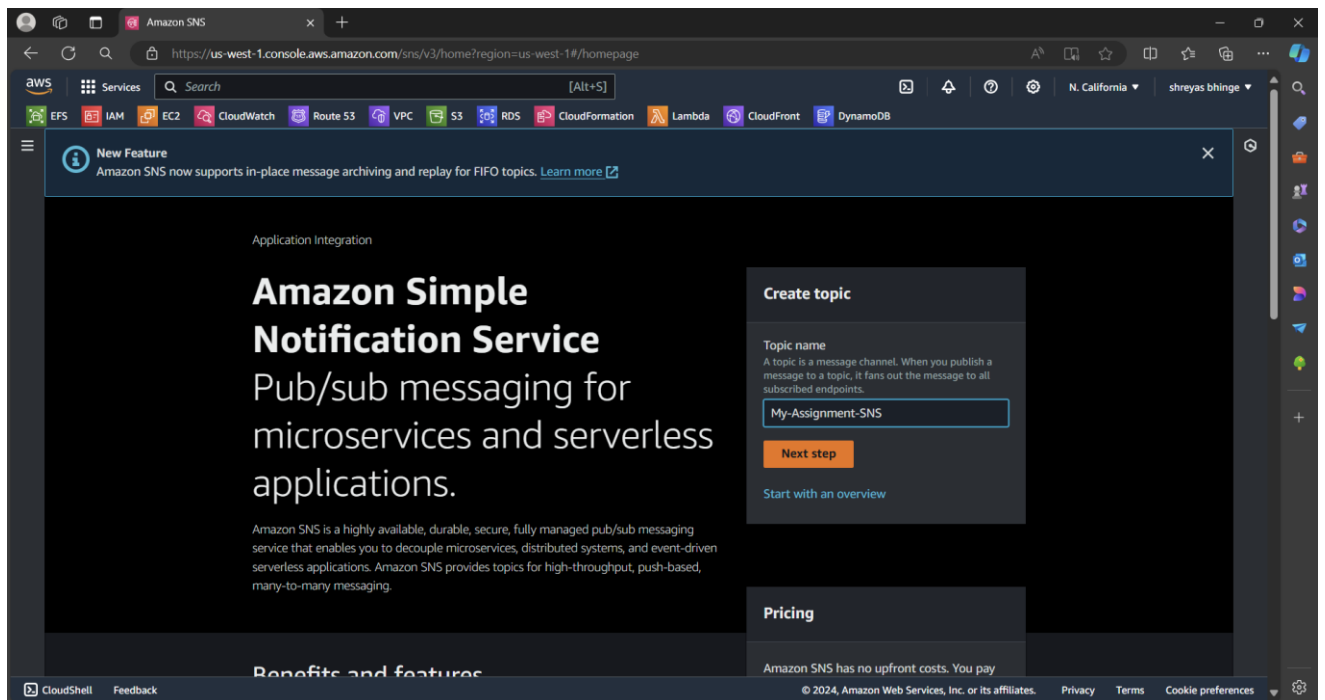 Amazon SNS
https://us-west-1.console.aws.amazon.com/sns/v3/home?region=us-west-1#/homepage
aws
Services
Search
[Alt+S]
N. California
shreyas bhinge
EFS
IAM
EC2
CloudWatch
Route 53
VPC
S3
RDS
CloudFormation
Lambda
CloudFront
DynamoDB
New Feature
Amazon SNS now supports in-place message archiving and replay for FIFO topics. Learn more
Application Integration
Amazon Simple
Notification Service
Pub/sub messaging for
microservices and serverless
applications.
Amazon SNS is a highly available, durable, secure, fully managed pub/sub messaging
service that enables you to decouple microservices, distributed systems, and event-driven
serverless applications. Amazon SNS provides topics for high-throughput, push-based,
many-to-many messaging.
Create topic
Topic name
A topic is a message channel. When you publish a
message to a topic, it fans out the message to all
subscribed endpoints.
My-Assignment-SNS
Next step
Start with an overview
Pricing
Amazon SNS has no upfront costs. You pay
Benefits and features
CloudShell
Feedback
© 2024, Amazon Web Services, Inc. or its affiliates.
Privacy
Terms
Cookie preferences